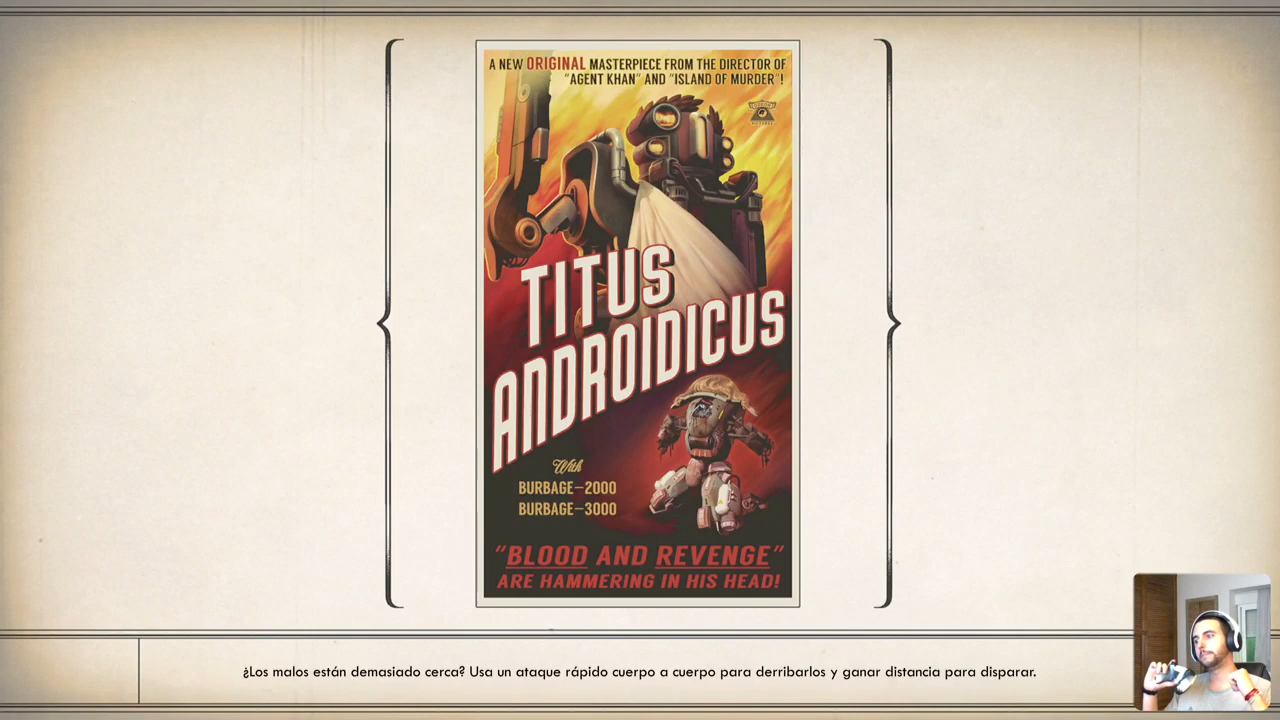 A NEW ORIGINAL MASTERPIECE FROM THE DIRECTOR OF
"AGENT KHAN" AND "ISLAND OF MURDER"!
TITUS
ANDROIDICUS
With
BURBAGE–2000
BURBAGE–3000
"BLOOD AND REVENGE"
ARE HAMMERING IN HIS HEAD!
¿Los malos están demasiado cerca? Usa un ataque rápido cuerpo a cuerpo para derribarlos y ganar distancia para disparar.